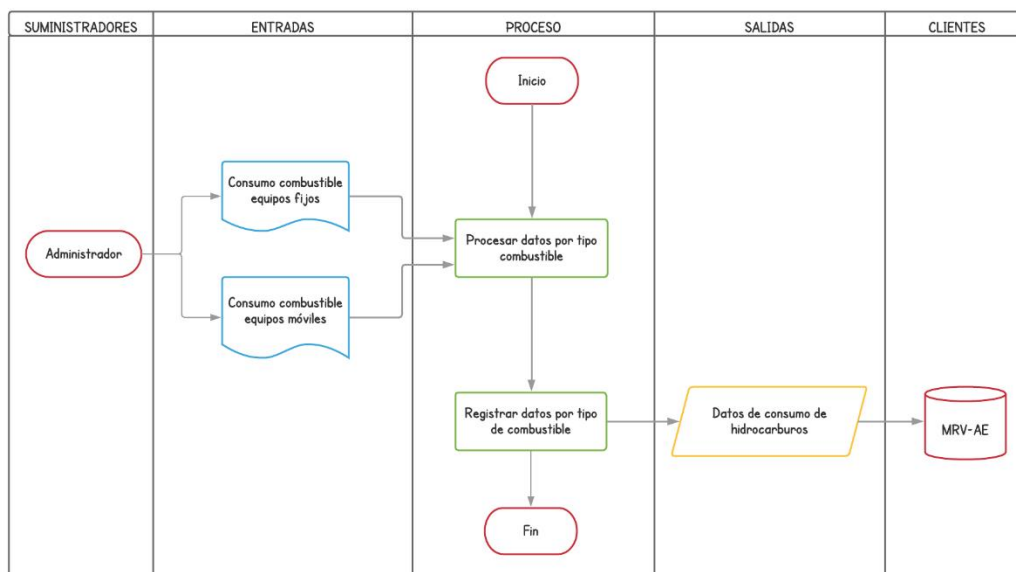 SUMINISTRADORES
ENTRADAS
PROCESO
SALIDAS
CLIENTES
Inicio
Consumo combustible
equipos fijos
Administrador
Procesar datos por tipo
combustible
Consumo combustible
equipos móviles
Registrar datos por tipo
de combustible
Datos de consumo de
hidrocarburos
MRV-AE
Fin